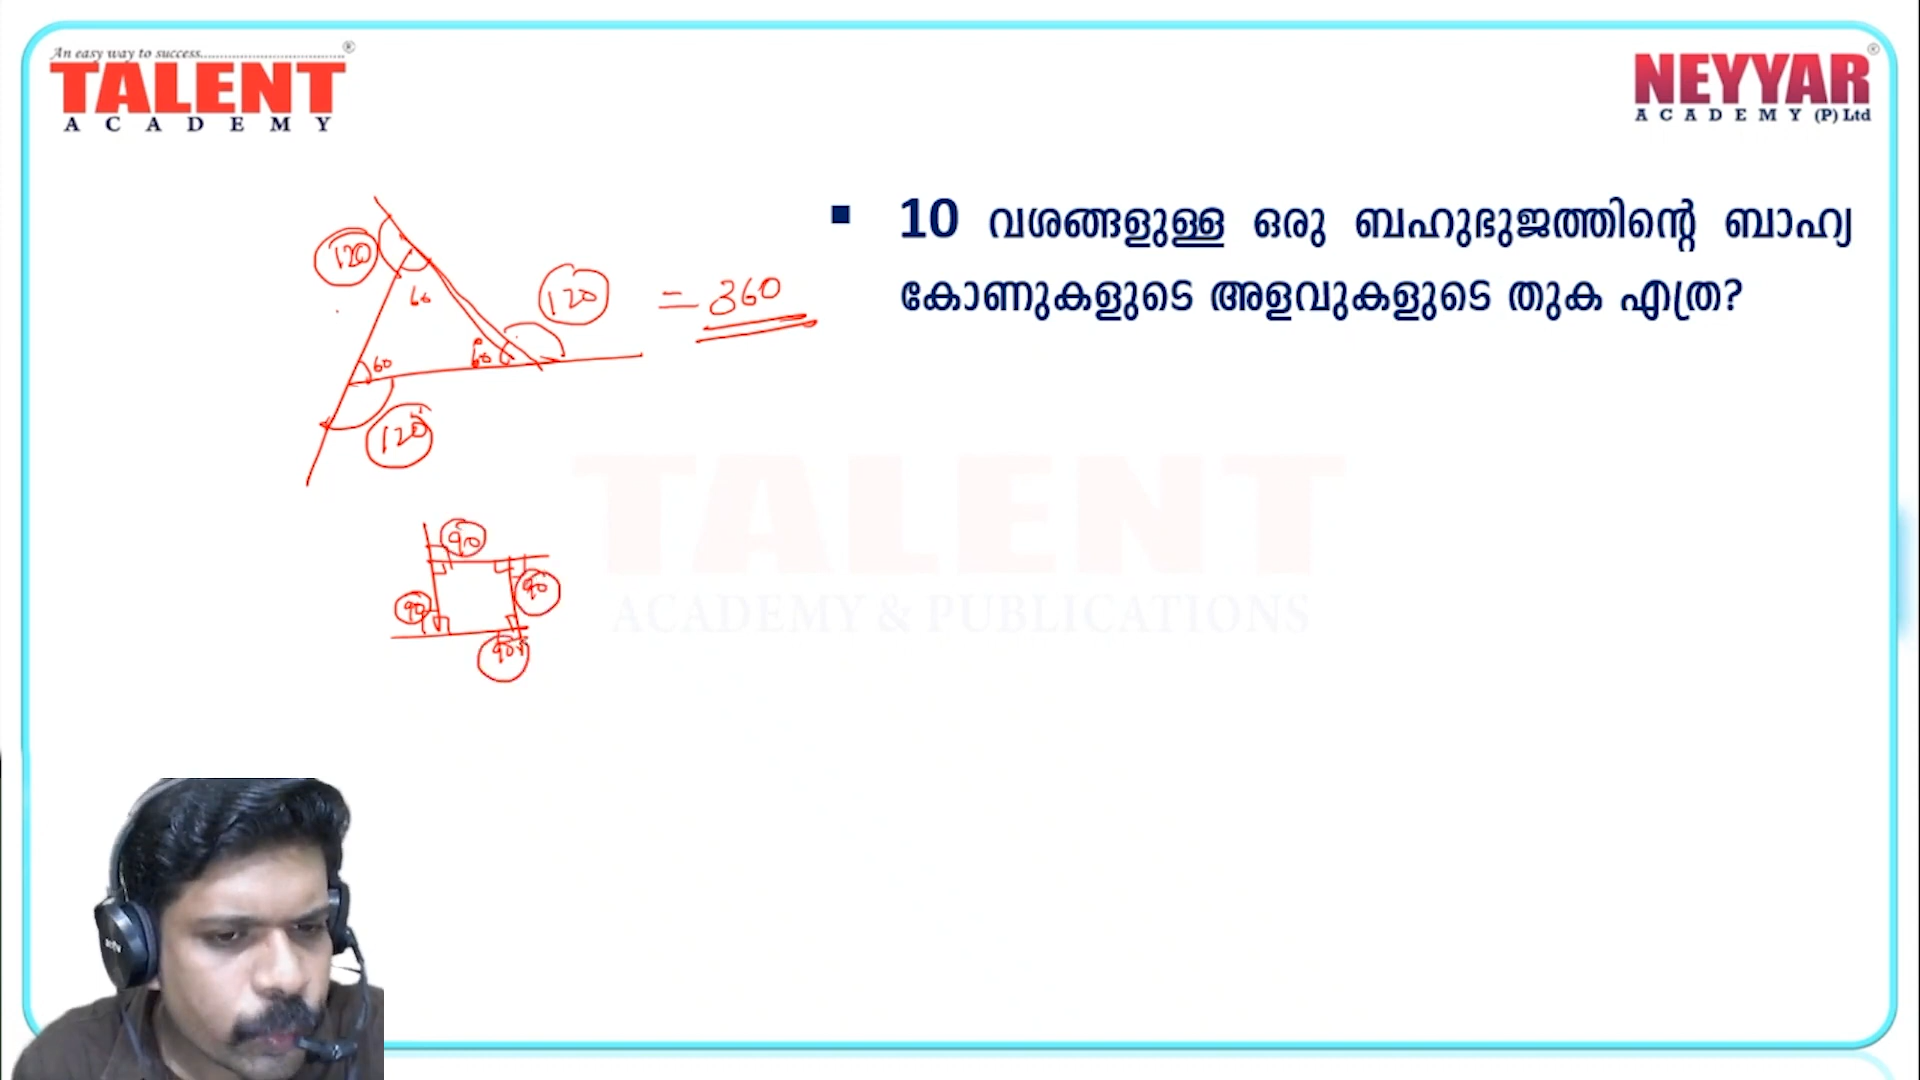 An easy way to success
TALENT
ACADEMY
NEYYAR
ACADEMY (P) Ltd
10 വശങ്ങളുള്ള ഒരു ബഹുഭുജത്തിന്റെ ബാഹ്യ
കോണുകളുടെ അളവുകളുടെ തുക എത്ര?
120
60
120
= 360
60
60
120
90
90
90
90
TALENT
ACADEMY & PUBLICATIONS